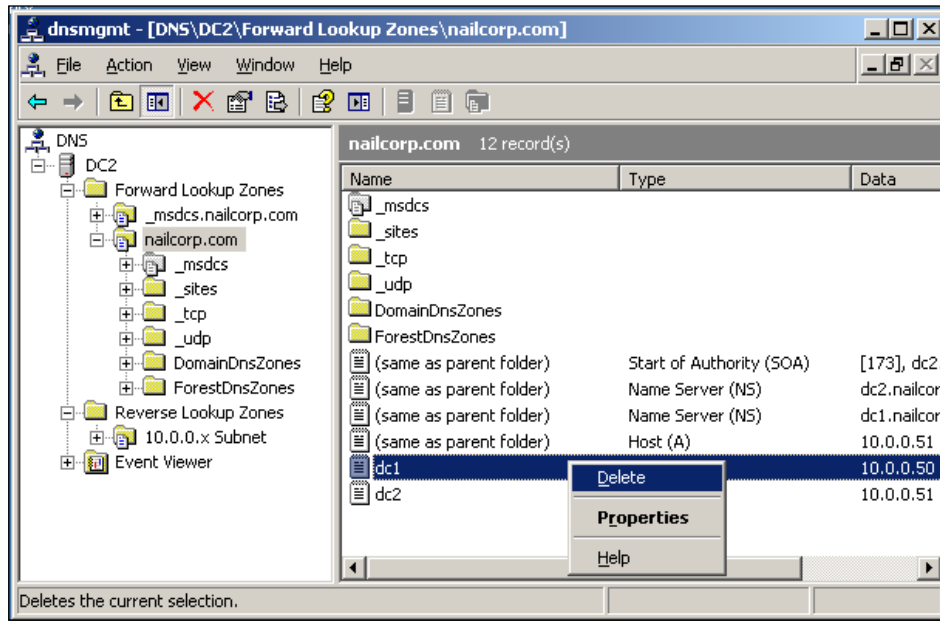 dnsmgmt - [DNS\DC2\Forward Lookup Zones\nailcorp.com]
File Action View Window Help
DNS
DC2
Forward Lookup Zones
_msdcs.nailcorp.com
nailcorp.com
_msdcs
_sites
_tcp
_udp
DomainDnsZones
ForestDnsZones
Reverse Lookup Zones
10.0.0.x Subnet
Event Viewer
nailcorp.com 12 record(s)
Name Type Data
_msdcs
_sites
_tcp
_udp
DomainDnsZones
ForestDnsZones
(same as parent folder) Start of Authority (SOA) [173], dc2.
(same as parent folder) Name Server (NS) dc2.nailcor
(same as parent folder) Name Server (NS) dc1.nailcor
(same as parent folder) Host (A) 10.0.0.51
dc1 10.0.0.50
dc2 10.0.0.51
Delete
Properties
Help
Deletes the current selection.